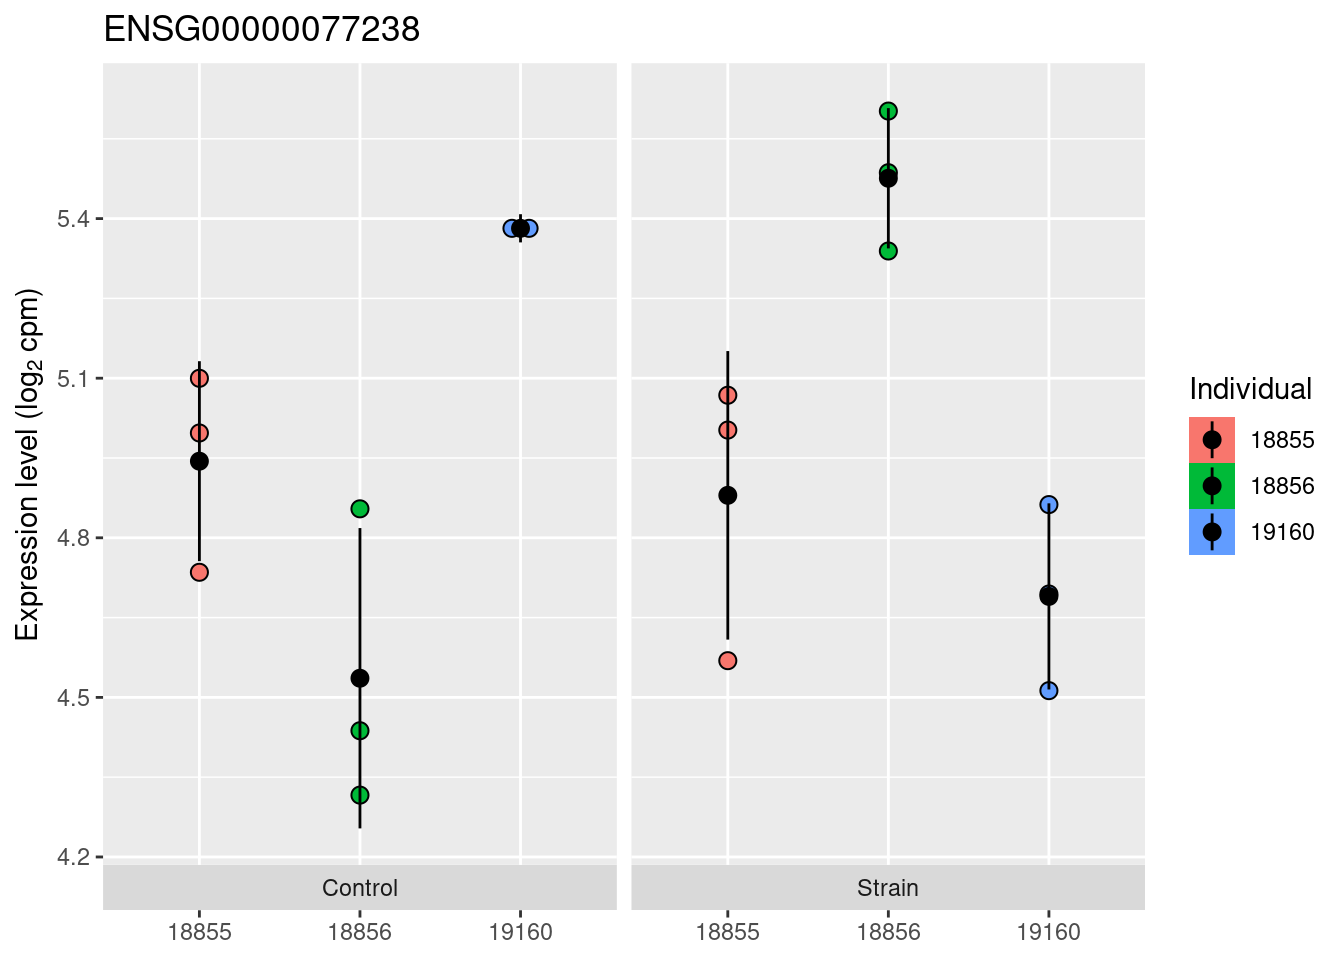 ENSG00000077238
Expression level (log2 cpm)
5.4
5.1
4.8
4.5
4.2
Control
Strain
18855
18856
19160
18855
18856
19160
Individual
18855
18856
19160